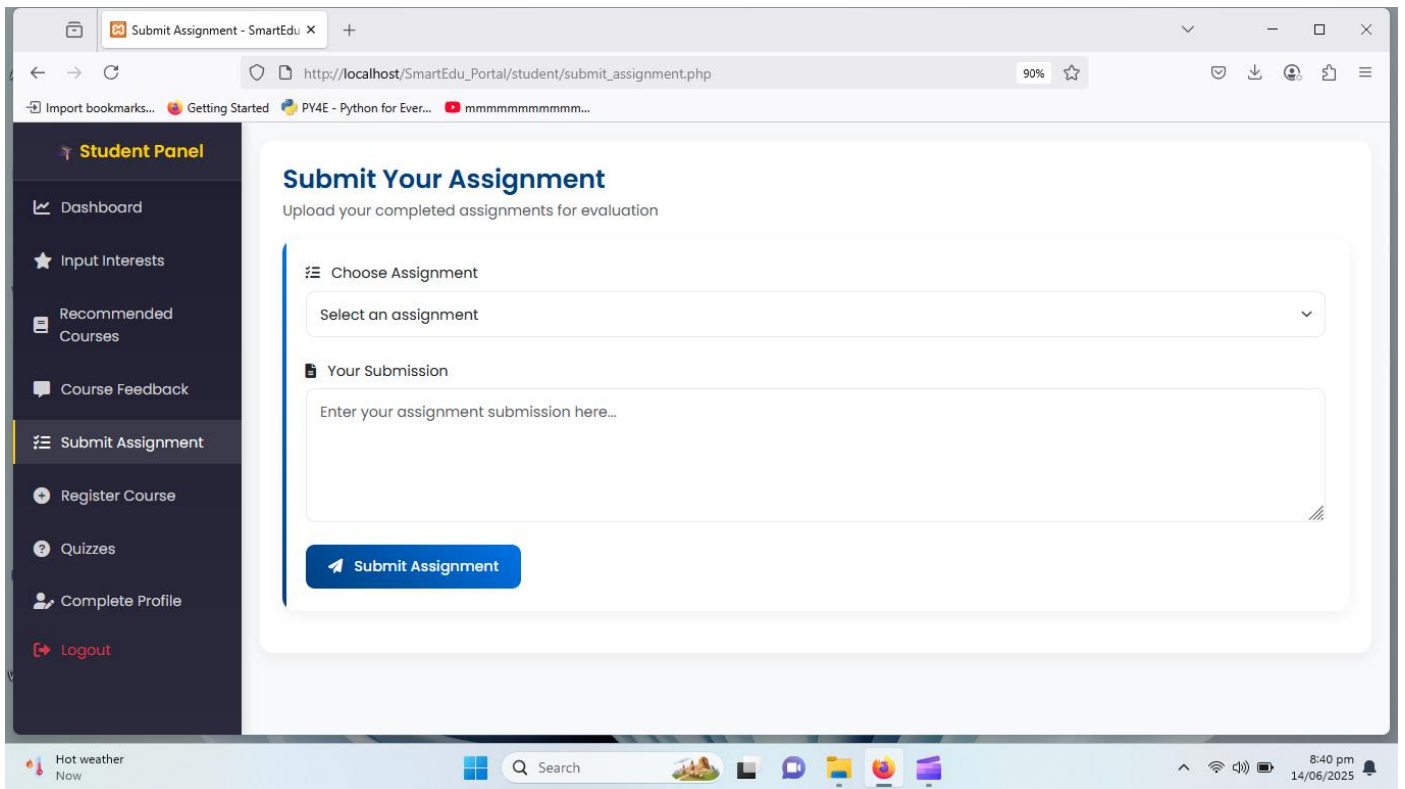 Submit Assignment - SmartEdu
http://localhost/SmartEdu_Portal/student/submit_assignment.php
90%
Import bookmarks...
Getting Started
PY4E - Python for Ever...
mmmmmmmmmmm...
Student Panel
Dashboard
Input Interests
Recommended
Courses
Course Feedback
Submit Assignment
Register Course
Quizzes
Complete Profile
Logout
Submit Your Assignment
Upload your completed assignments for evaluation
Choose Assignment
Select an assignment
Your Submission
Enter your assignment submission here...
Submit Assignment
Hot weather
Now
Search
8:40 pm
14/06/2025